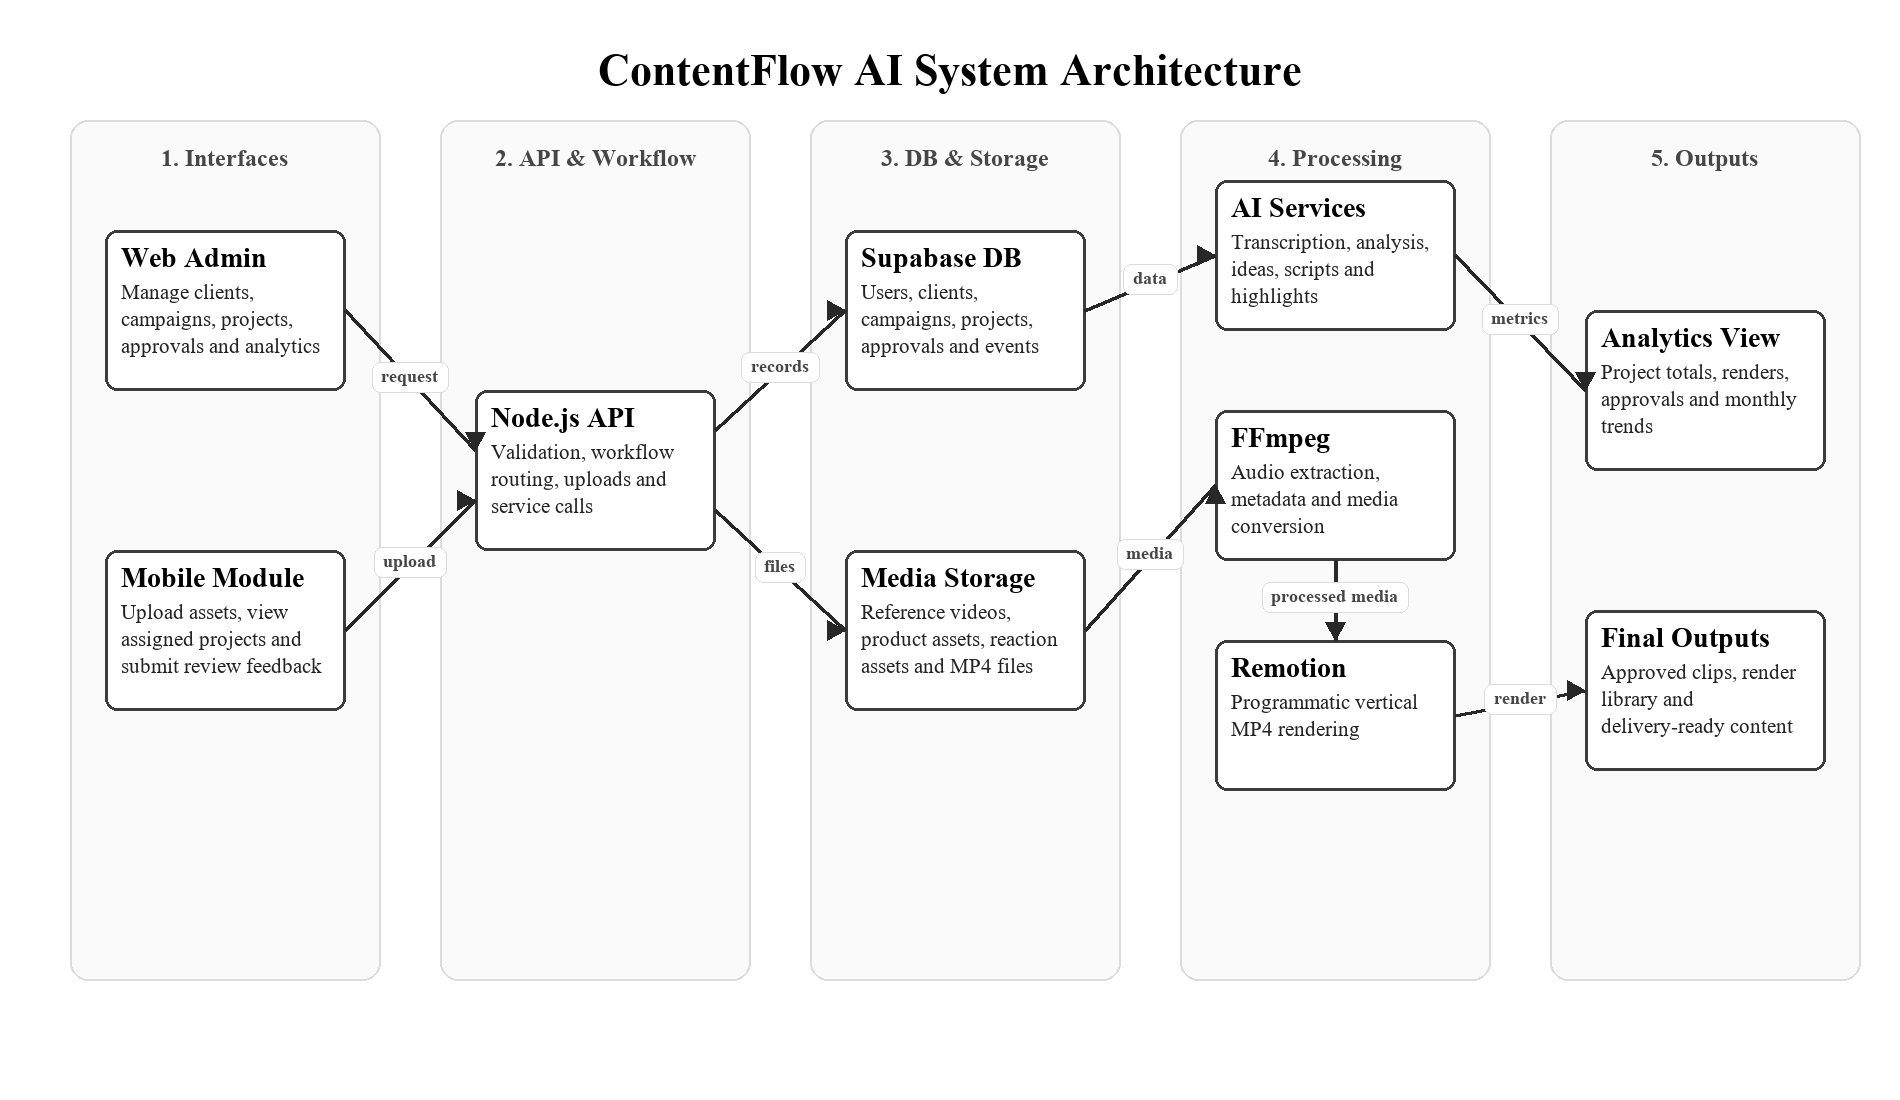 ContentFlow AI System Architecture
1. Interfaces
Web Admin
Manage clients,
campaigns, projects,
approvals and analytics
Mobile Module
Upload assets, view
assigned projects and
submit review feedback
request
upload
2. API & Workflow
Node.js API
Validation, workflow
routing, uploads and
service calls
records
files
3. DB & Storage
Supabase DB
Users, clients,
campaigns, projects,
approvals and events
Media Storage
Reference videos,
product assets, reaction
assets and MP4 files
data
media
4. Processing
AI Services
Transcription, analysis,
ideas, scripts and
highlights
FFmpeg
Audio extraction,
metadata and media
conversion
processed media
Remotion
Programmatic vertical
MP4 rendering
metrics
render
5. Outputs
Analytics View
Project totals, renders,
approvals and monthly
trends
Final Outputs
Approved clips, render
library and
delivery-ready content